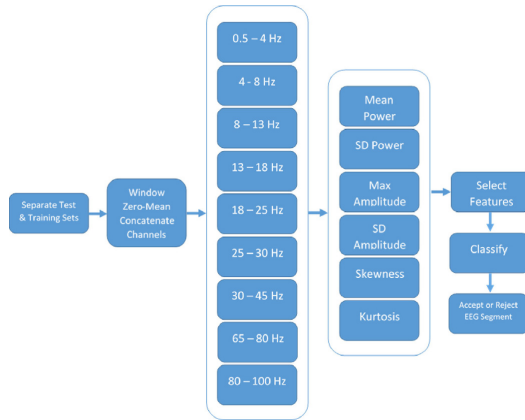 Separate Test
& Training Sets
Window
Zero-Mean
Concatenate
Channels
0.5 – 4 Hz
4 - 8 Hz
8 – 13 Hz
13 – 18 Hz
18 – 25 Hz
25 – 30 Hz
30 – 45 Hz
65 – 80 Hz
80 – 100 Hz
Mean
Power
SD Power
Max
Amplitude
SD
Amplitude
Skewness
Kurtosis
Select
Features
Classify
Accept or Reject
EEG Segment